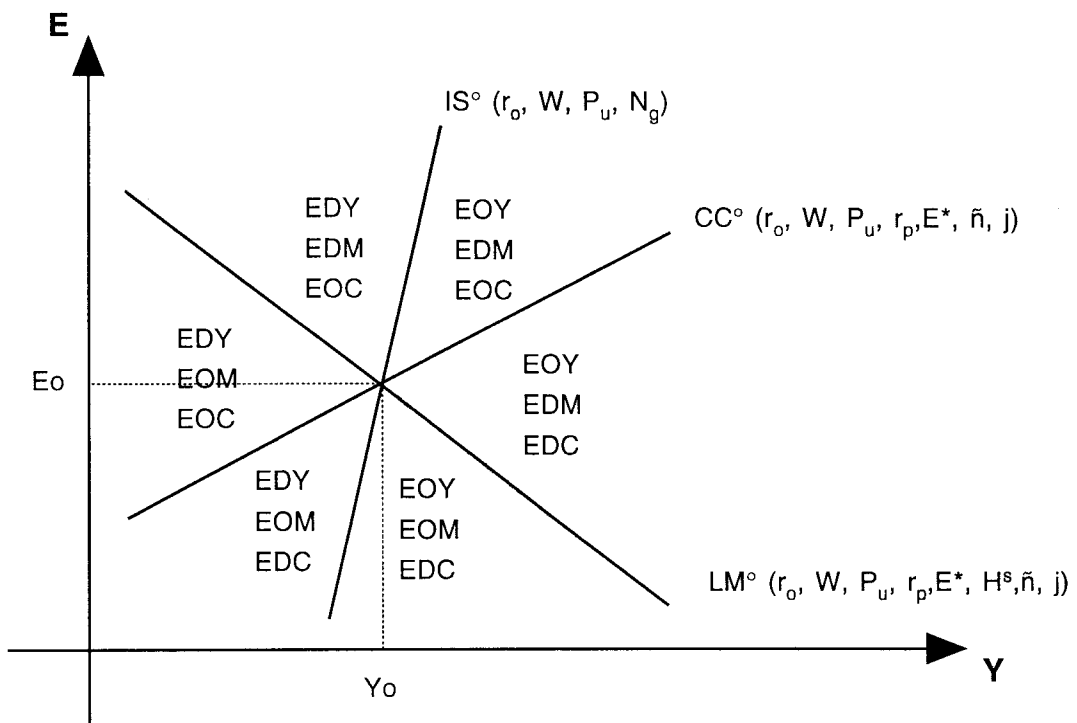 E
IS° (r₀, W, Pᵤ, N_g)
EDY
EDM
EOC
EOY
EDM
EOC
CC° (r₀, W, Pᵤ, rₚ,E*, ñ, j)
EDY
EOM
EOC
Eo
EOY
EDM
EDC
EDY
EOM
EDC
EOY
EOM
EDC
LM° (r₀, W, Pᵤ, rₚ,E*, Hˢ,ñ, j)
Y
Yo